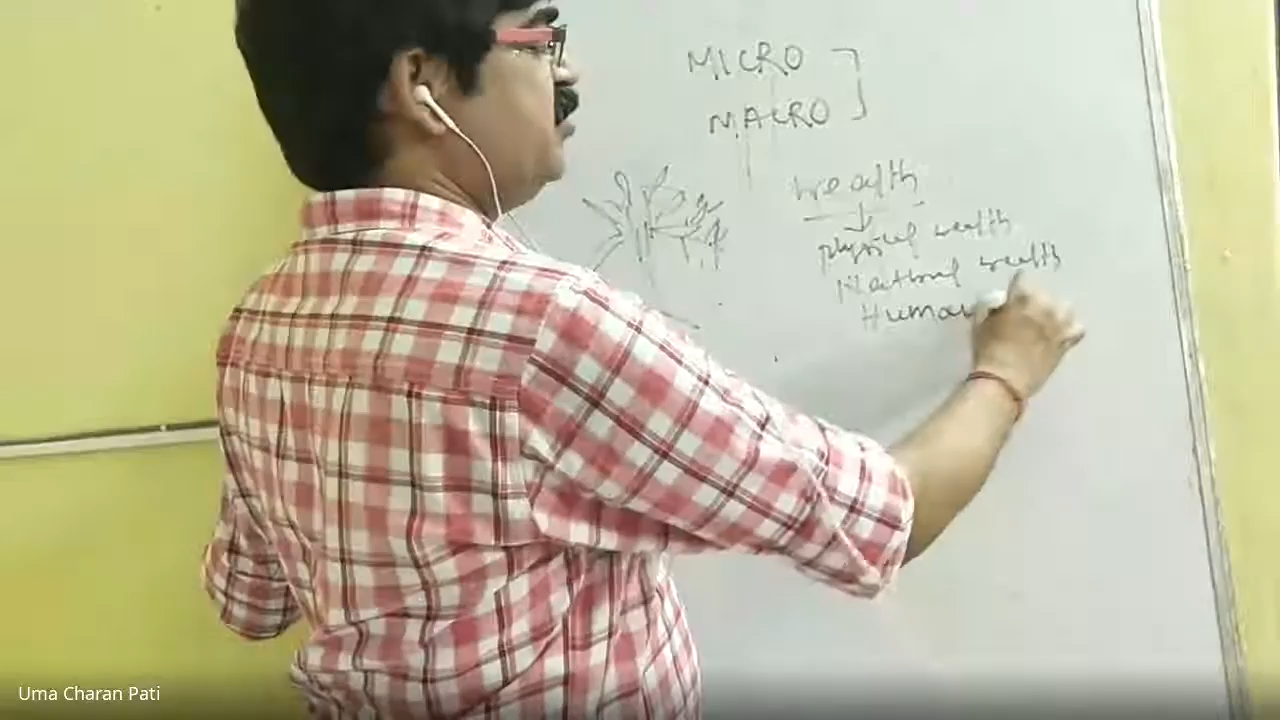 MICRO
MACRO
wealth
physical wealth
National wealth
Human
Uma Charan Pati